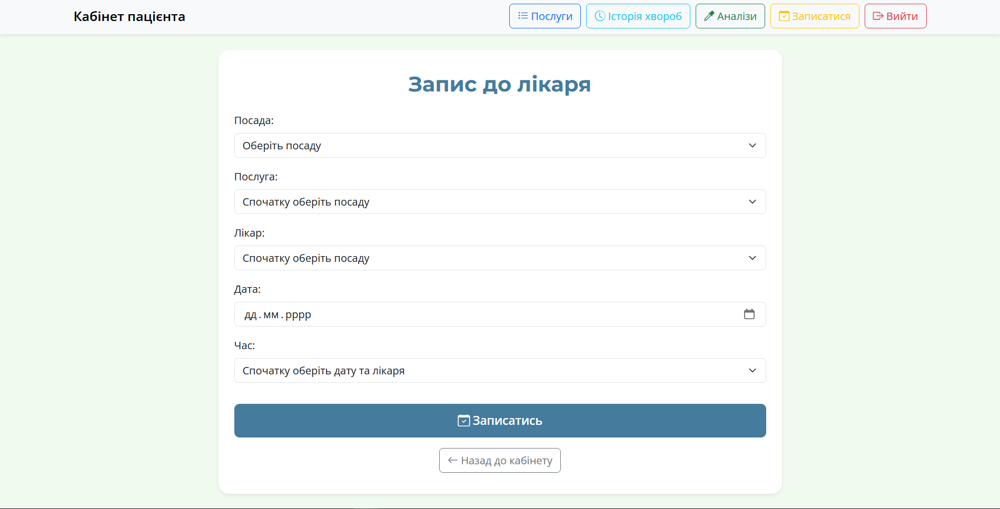 Кабінет пацієнта
Послуги
Історія хвороб
Аналізи
Записатися
Вийти
Запис до лікаря
Посада:
Оберіть посаду
Послуга:
Спочатку оберіть посаду
Лікар:
Спочатку оберіть посаду
Дата:
дд.мм.рррр
Час:
Спочатку оберіть дату та лікаря
Записатись
Назад до кабінету